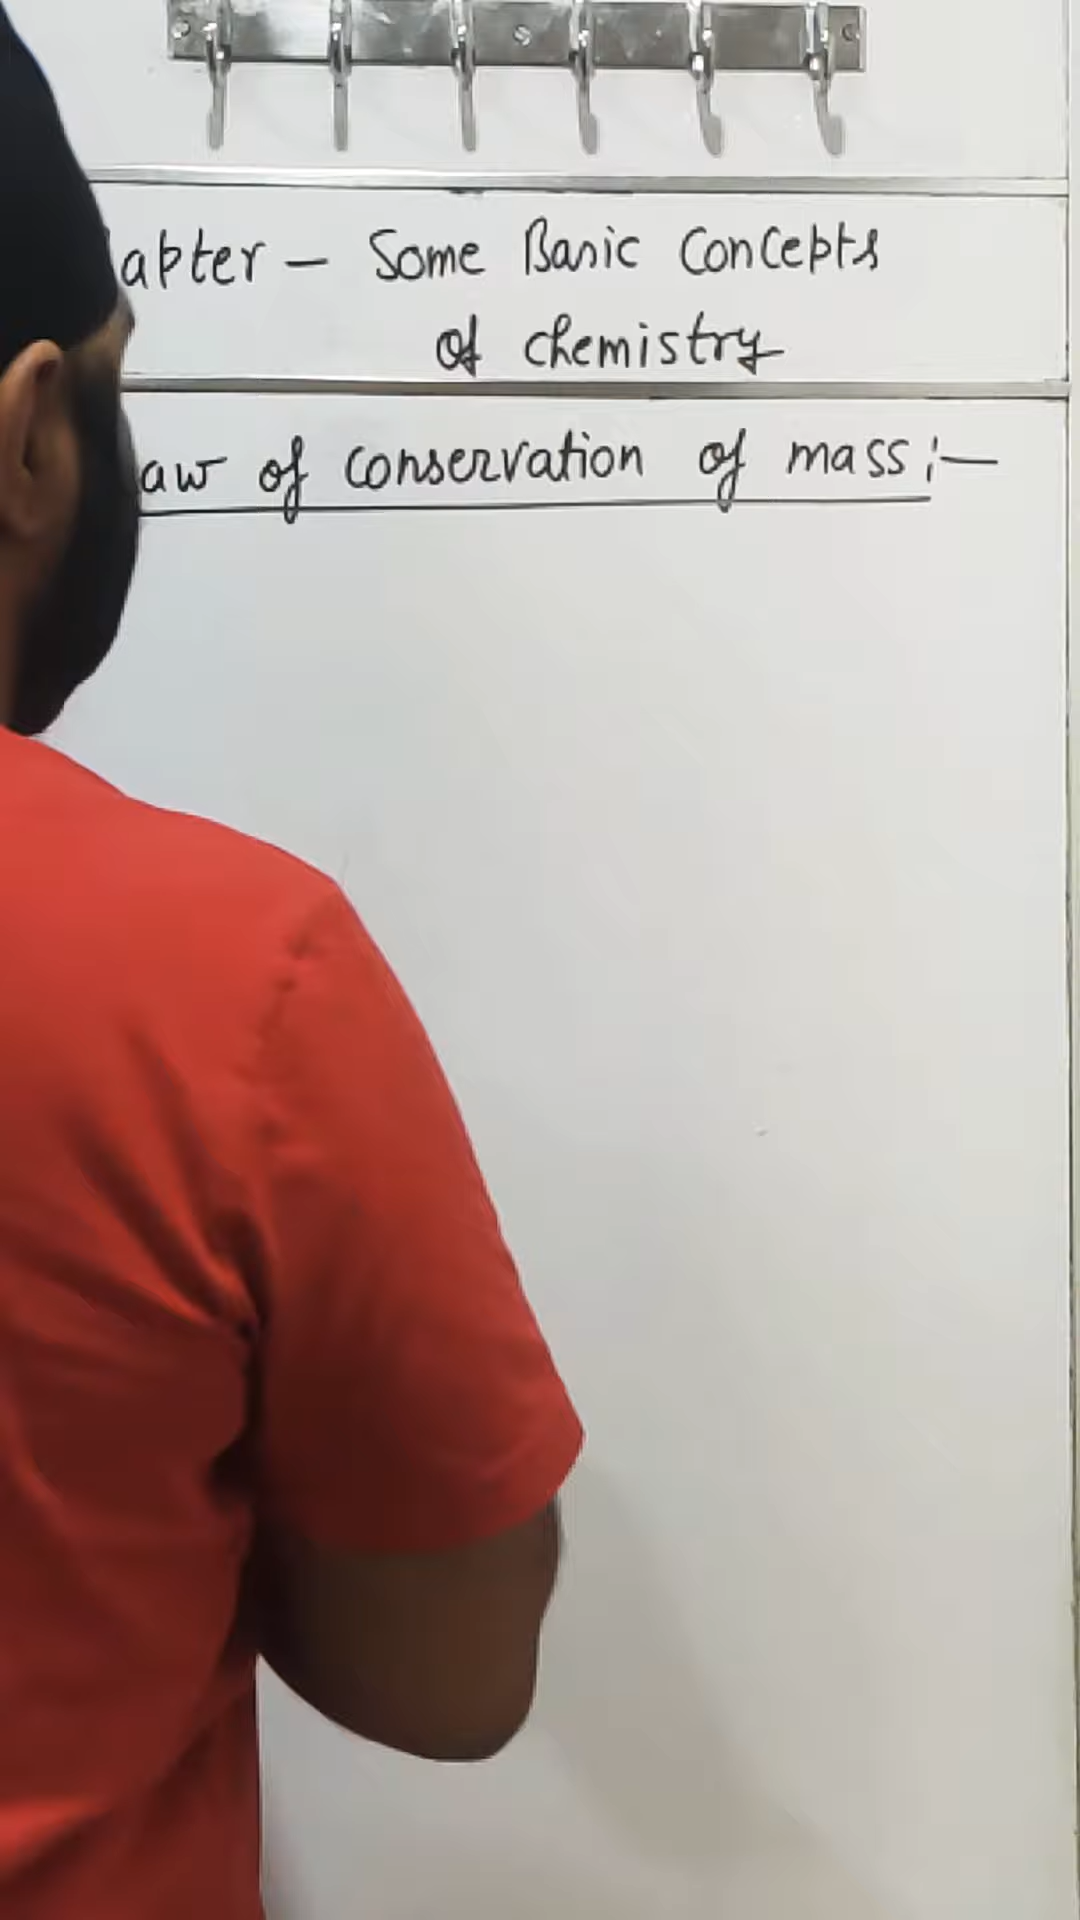 apter - Some Basic Concepts
of chemistry
aw of conservation of mass :-